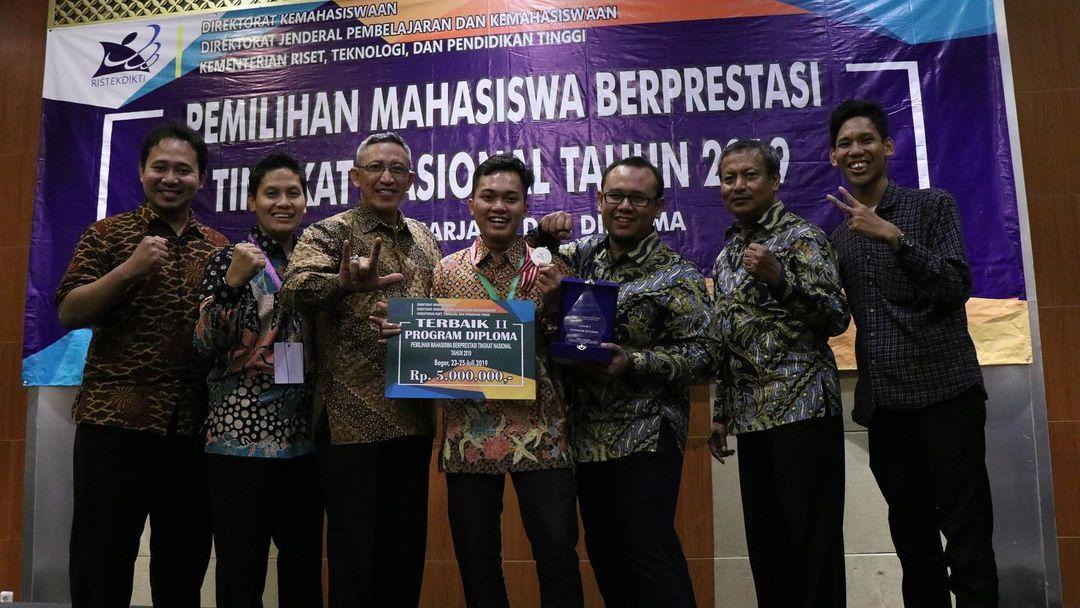 DIREKTORAT KEMAHASISWAAN
DIREKTORAT JENDERAL PEMBELAJARAN DAN KEMAHASISWAAN
KEMENTERIAN RISET, TEKNOLOGI, DAN PENDIDIKAN TINGGI
RISTEKDIKTI
PEMILIHAN MAHASISWA BERPRESTASI
NASIONAL TAHUN 2019
TERBAIK II
PROGRAM DIPLOMA
PEMILIHAN MAHASISWA BERPRESTASI TINGKAT NASIONAL
TAHUN 2019
Bogor, 23-25 Juli 2019
Rp. 5.000.000,-